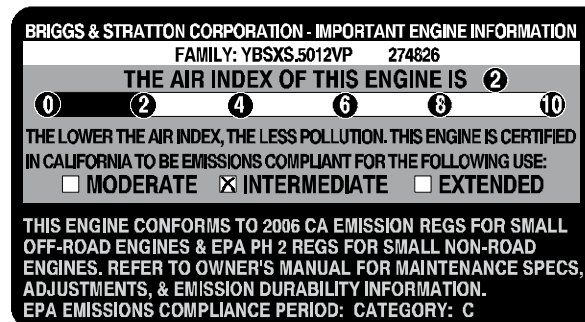 BRIGGS & STRATTON CORPORATION - IMPORTANT ENGINE INFORMATION
FAMILY: YBSXS.5012VP 274826
THE AIR INDEX OF THIS ENGINE IS 2
0 2 4 6 8 10
THE LOWER THE AIR INDEX, THE LESS POLLUTION. THIS ENGINE IS CERTIFIED
IN CALIFORNIA TO BE EMISSIONS COMPLIANT FOR THE FOLLOWING USE:
☐ MODERATE ☒ INTERMEDIATE ☐ EXTENDED
THIS ENGINE CONFORMS TO 2006 CA EMISSION REGS FOR SMALL
OFF-ROAD ENGINES & EPA PH 2 REGS FOR SMALL NON-ROAD
ENGINES. REFER TO OWNER'S MANUAL FOR MAINTENANCE SPECS,
ADJUSTMENTS, & EMISSION DURABILITY INFORMATION.
EPA EMISSIONS COMPLIANCE PERIOD: CATEGORY: C